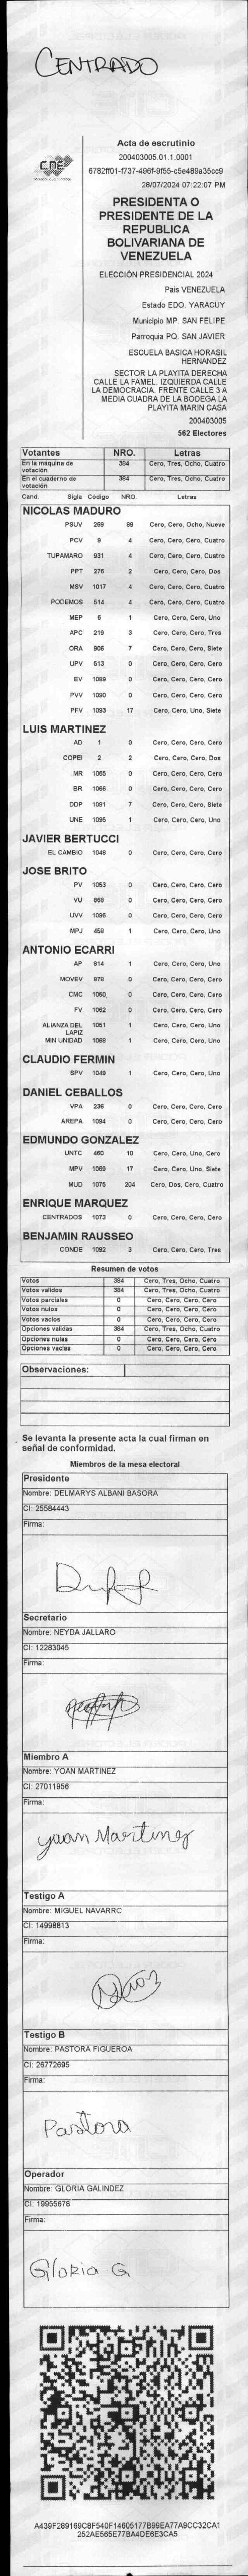 CENTRADO
CNE
Acta de escrutinio
200403005.01.1.0001
6782ff01-f737-496f-9f55-c5e489a35cc9
28/07/2024 07:22:07 PM
PRESIDENTA O
PRESIDENTE DE LA
REPUBLICA
BOLIVARIANA DE
VENEZUELA
ELECCIÓN PRESIDENCIAL 2024
País VENEZUELA
Estado EDO. YARACUY
Municipio MP. SAN FELIPE
Parroquia PQ. SAN JAVIER
ESCUELA BASICA HORASIL
HERNANDEZ
SECTOR LA PLAYITA DERECHA
CALLE LA FAMEL. IZQUIERDA CALLE
LA DEMOCRACIA. FRENTE CALLE 3 A
MEDIA CUADRA DE LA BODEGA LA
PLAYITA MARIN CASA
200403005
562 Electores
Votantes NRO. Letras
En la máquina de votación 384 Cero, Tres, Ocho, Cuatro
En el cuaderno de votación 384 Cero, Tres, Ocho, Cuatro
Cand. Sigla Código NRO. Letras
NICOLAS MADURO
PSUV 269 89 Cero, Cero, Ocho, Nueve
PCV 9 4 Cero, Cero, Cero, Cuatro
TUPAMARO 931 4 Cero, Cero, Cero, Cuatro
PPT 276 2 Cero, Cero, Cero, Dos
MSV 1017 4 Cero, Cero, Cero, Cuatro
PODEMOS 514 4 Cero, Cero, Cero, Cuatro
MEP 6 1 Cero, Cero, Cero, Uno
APC 219 3 Cero, Cero, Cero, Tres
ORA 906 7 Cero, Cero, Cero, Siete
UPV 613 0 Cero, Cero, Cero, Cero
EV 1089 0 Cero, Cero, Cero, Cero
PVV 1090 0 Cero, Cero, Cero, Cero
PFV 1093 17 Cero, Cero, Uno, Siete
LUIS MARTINEZ
AD 1 0 Cero, Cero, Cero, Cero
COPEI 2 2 Cero, Cero, Cero, Dos
MR 1065 0 Cero, Cero, Cero, Cero
BR 1066 0 Cero, Cero, Cero, Cero
DDP 1091 7 Cero, Cero, Cero, Siete
UNE 1095 1 Cero, Cero, Cero, Uno
JAVIER BERTUCCI
EL CAMBIO 1048 0 Cero, Cero, Cero, Cero
JOSE BRITO
PV 1053 0 Cero, Cero, Cero, Cero
VU 868 0 Cero, Cero, Cero, Cero
UVV 1096 0 Cero, Cero, Cero, Cero
MPJ 458 1 Cero, Cero, Cero, Uno
ANTONIO ECARRI
AP 814 1 Cero, Cero, Cero, Uno
MOVEV 878 0 Cero, Cero, Cero, Cero
CMC 1050 0 Cero, Cero, Cero, Cero
FV 1062 0 Cero, Cero, Cero, Cero
ALIANZA DEL LAPIZ 1051 1 Cero, Cero, Cero, Uno
MIN UNIDAD 1069 1 Cero, Cero, Cero, Uno
CLAUDIO FERMIN
SPV 1049 1 Cero, Cero, Cero, Uno
DANIEL CEBALLOS
VPA 236 0 Cero, Cero, Cero, Cero
AREPA 1094 0 Cero, Cero, Cero, Cero
EDMUNDO GONZALEZ
UNTC 460 10 Cero, Cero, Uno, Cero
MPV 1069 17 Cero, Cero, Uno, Siete
MUD 1075 204 Cero, Dos, Cero, Cuatro
ENRIQUE MARQUEZ
CENTRADOS 1073 0 Cero, Cero, Cero, Cero
BENJAMIN RAUSSEO
CONDE 1092 3 Cero, Cero, Cero, Tres
Resumen de votos
Votos 384 Cero, Tres, Ocho, Cuatro
Votos validos 384 Cero, Tres, Ocho, Cuatro
Votos parciales 0 Cero, Cero, Cero, Cero
Votos nulos 0 Cero, Cero, Cero, Cero
Votos vacios 0 Cero, Cero, Cero, Cero
Opciones validas 384 Cero, Tres, Ocho, Cuatro
Opciones nulas 0 Cero, Cero, Cero, Cero
Opciones vacias 0 Cero, Cero, Cero, Cero
Observaciones:
Se levanta la presente acta la cual firman en
señal de conformidad.
Miembros de la mesa electoral
Presidente
Nombre: DELMARYS ALBANI BASORA
CI: 25584443
Firma:
Secretario
Nombre: NEYDA JALLARO
CI: 12283045
Firma:
Miembro A
Nombre: YOAN MARTINEZ
CI: 27011956
Firma:
yoan Martinez
Testigo A
Nombre: MIGUEL NAVARRC
CI: 14998813
Firma:
Testigo B
Nombre: PASTORA FIGUEROA
CI: 26772695
Firma:
Pastora
Operador
Nombre: GLORIA GALINDEZ
CI: 19955676
Firma:
Gloria G
A439F289169C8F540F14605177B99EA77A9CC32CA1
252AE565E77BA4DE6E3CA5